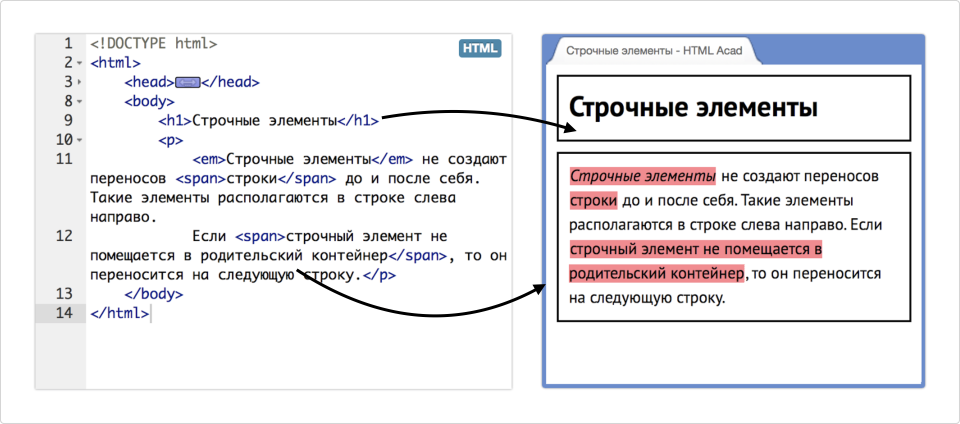 1 <!DOCTYPE html>
HTML
2 <html>
3 <head></head>
8 <body>
9 <h1>Строчные элементы</h1>
10 <p>
11 <em>Строчные элементы</em> не создают
переносов <span>строки</span> до и после себя.
Такие элементы располагаются в строке слева
направо.
12 Если <span>строчный элемент не
помещается в родительский контейнер</span>, то он
переносится на следующую строку.</p>
13 </body>
14 </html>
Строчные элементы - HTML Acad
Строчные элементы
Строчные элементы не создают переносов
строки до и после себя. Такие элементы
располагаются в строке слева направо. Если
строчный элемент не помещается в
родительский контейнер, то он переносится
на следующую строку.